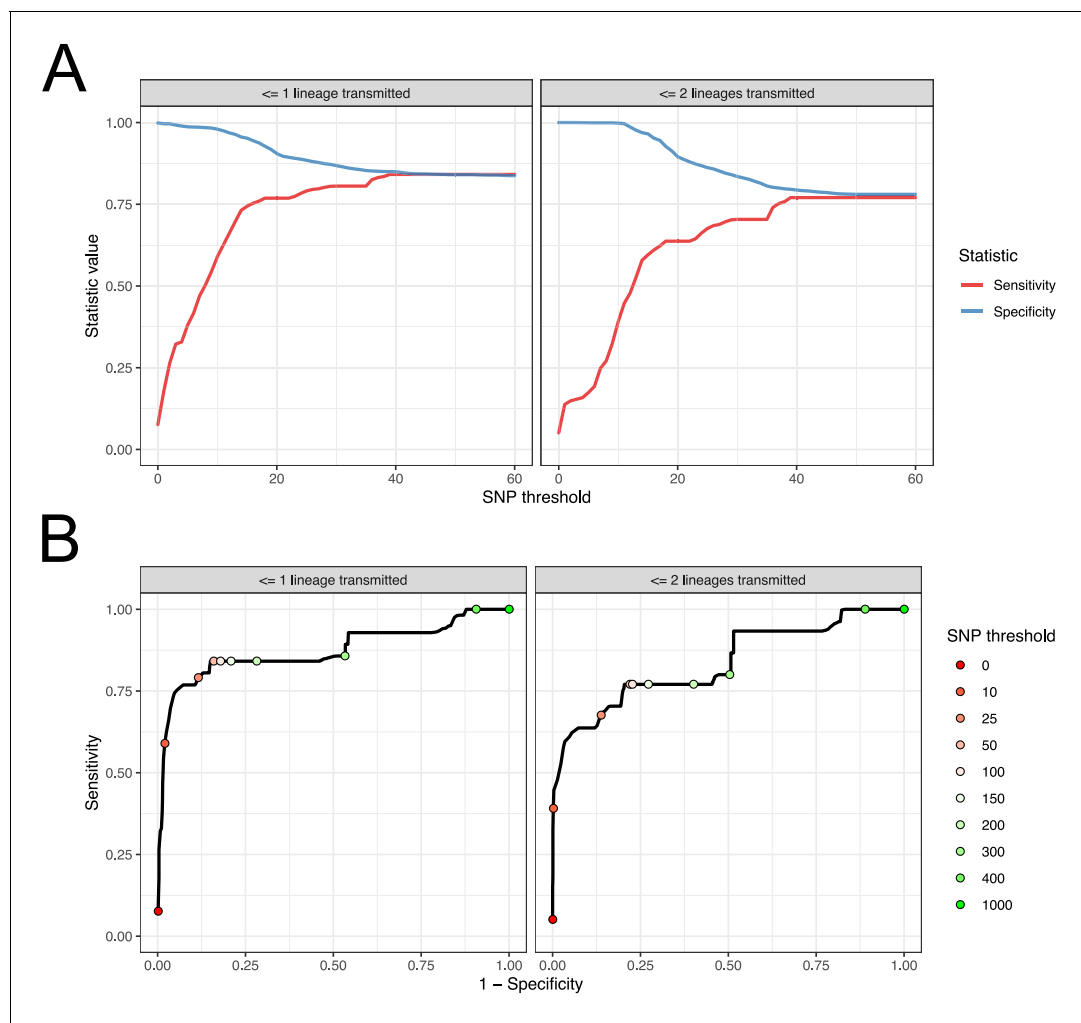 A
<= 1 lineage transmitted
<= 2 lineages transmitted
1.00
0.75
0.50
0.25
0.00
Statistic value
0
20
40
60
0
20
40
60
SNP threshold
Statistic
Sensitivity
Specificity
B
<= 1 lineage transmitted
<= 2 lineages transmitted
1.00
0.75
0.50
0.25
0.00
Sensitivity
0.00
0.25
0.50
0.75
1.00
0.00
0.25
0.50
0.75
1.00
1 − Specificity
SNP threshold
0
10
25
50
100
150
200
300
400
1000